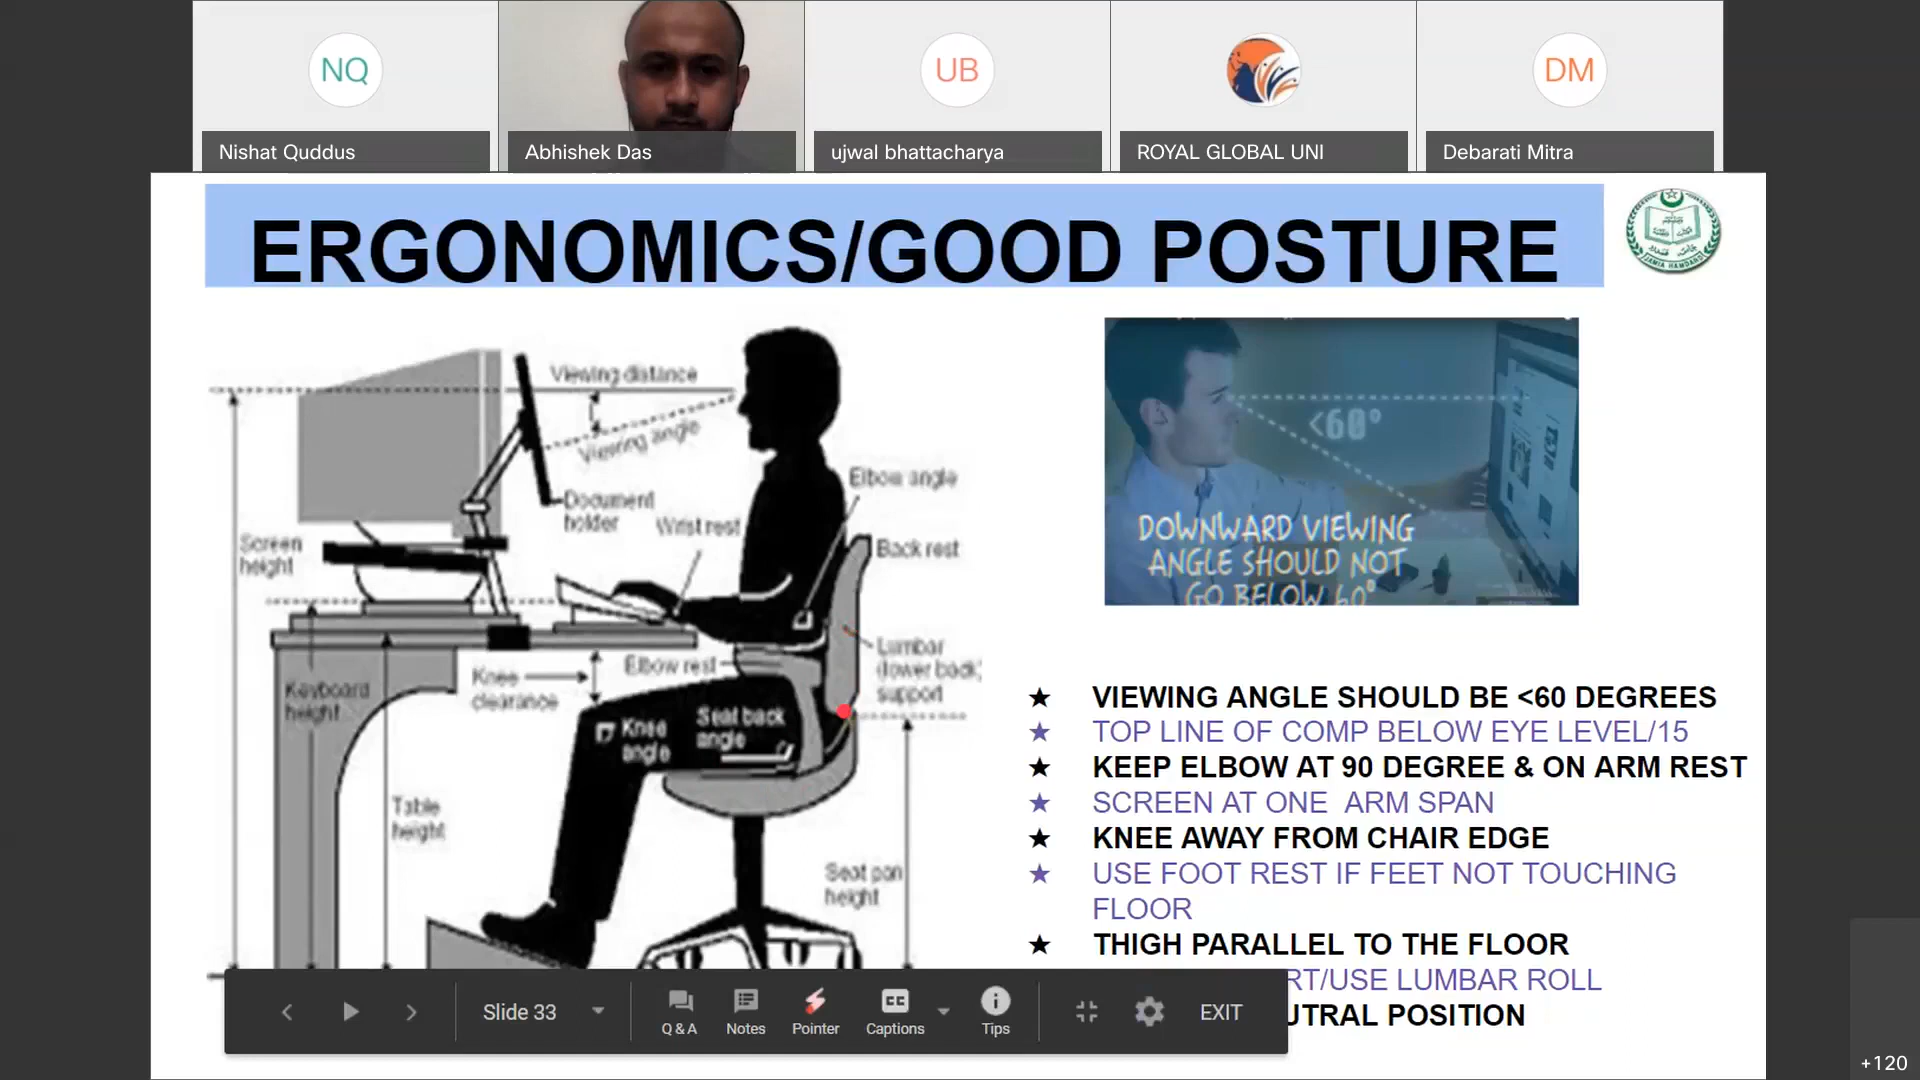 NQ
UB
DM
Nishat Quddus
Abhishek Das
ujwal bhattacharya
ROYAL GLOBAL UNI
Debarati Mitra
ERGONOMICS/GOOD POSTURE
JAMIA HAMDARD
Viewing distance
Viewing angle
Document
holder
Wrist rest
Elbow angle
Back rest
Screen
height
Keyboard
height
Knee
clearance
Elbow rest
Lumbar
(lower back)
support
Knee
angle
Seat back
angle
Table
height
Seat pan
height
<60°
DOWNWARD VIEWING
ANGLE SHOULD NOT
GO BELOW 60°
★ VIEWING ANGLE SHOULD BE <60 DEGREES
★ TOP LINE OF COMP BELOW EYE LEVEL/15
★ KEEP ELBOW AT 90 DEGREE & ON ARM REST
★ SCREEN AT ONE ARM SPAN
★ KNEE AWAY FROM CHAIR EDGE
★ USE FOOT REST IF FEET NOT TOUCHING
FLOOR
★ THIGH PARALLEL TO THE FLOOR
RT/USE LUMBAR ROLL
UTRAL POSITION
Slide 33
Q & A
Notes
Pointer
CC
Captions
Tips
EXIT
+120